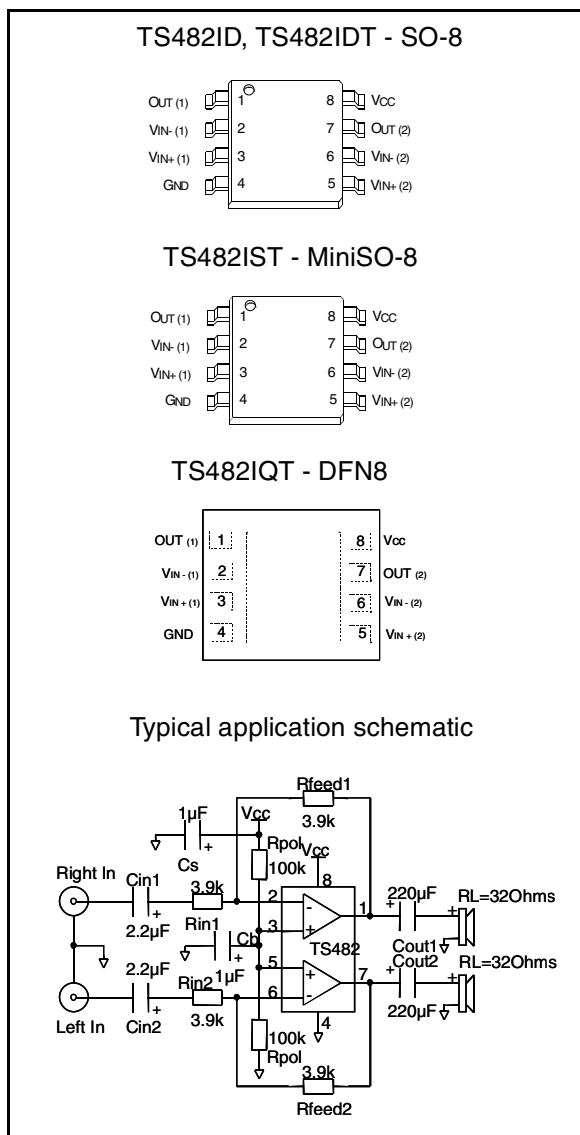 TS482ID, TS482IDT - SO-8
OUT (1) 1 8 VCC
VIN- (1) 2 7 OUT (2)
VIN+ (1) 3 6 VIN- (2)
GND 4 5 VIN+ (2)
TS482IST - MiniSO-8
OUT (1) 1 8 VCC
VIN- (1) 2 7 OUT (2)
VIN+ (1) 3 6 VIN- (2)
GND 4 5 VIN+ (2)
TS482IQT - DFN8
OUT (1) 1 8 Vcc
VIN - (1) 2 7 OUT (2)
VIN + (1) 3 6 VIN - (2)
GND 4 5 VIN + (2)
Typical application schematic
Rfeed1
3.9k
1µF
+
Cs
Vcc
Rpol
100k
Vcc
8
Right In
Cin1
+
2.2µF
3.9k
Rin1
2
-
3
+
1
220µF
+
Cout1
RL=32Ohms
+
Cb
+
1µF
TS482
5
+
6
-
7
Cout2
+
220µF
RL=32Ohms
+
Left In
2.2µF
+
Cin2
Rin2
3.9k
100k
Rpol
4
3.9k
Rfeed2